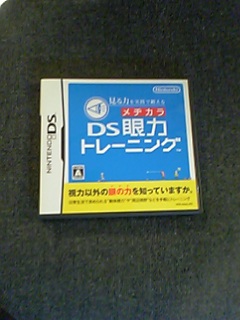 見る力を実践で鍛える
Nintendo
メヂカラ
DS眼力
トレーニング
NINTENDO DS
視力以外の眼の力を知っていますか。